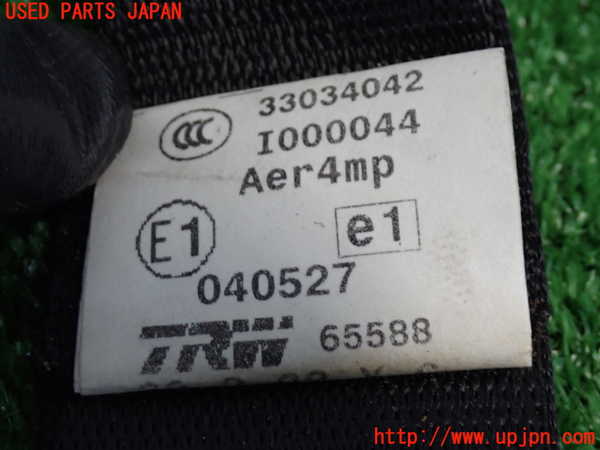 USED PARTS JAPAN
CCC 33034042
I000044
Aer4mp
E1 e1
040527
TRW 65588
http://www.upjpn.com/